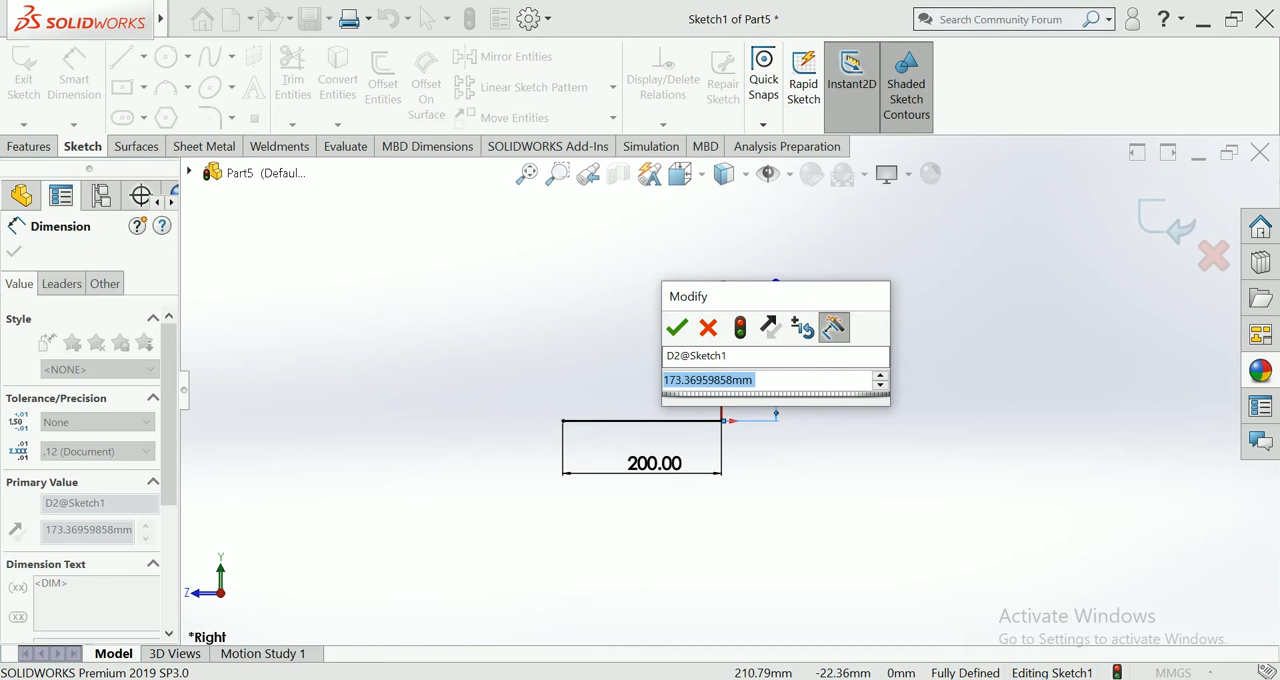 SOLIDWORKS
Sketch1 of Part5 *
Search Community Forum
?
Exit Sketch
Smart Dimension
Trim Entities
Convert Entities
Offset Entities
Offset On Surface
Mirror Entities
Linear Sketch Pattern
Move Entities
Display/Delete Relations
Repair Sketch
Quick Snaps
Rapid Sketch
Instant2D
Shaded Sketch Contours
Features
Sketch
Surfaces
Sheet Metal
Weldments
Evaluate
MBD Dimensions
SOLIDWORKS Add-Ins
Simulation
MBD
Analysis Preparation
Part5 (Defaul...
Dimension
Value
Leaders
Other
Style
<NONE>
Tolerance/Precision
None
.12 (Document)
Primary Value
D2@Sketch1
173.36959858mm
Dimension Text
<DIM>
(xx)
(xx)
Modify
D2@Sketch1
173.36959858mm
200.00
Y
Z
*Right
Activate Windows
Go to Settings to activate Windows.
Model
3D Views
Motion Study 1
SOLIDWORKS Premium 2019 SP3.0
210.79mm
-22.36mm
0mm
Fully Defined
Editing Sketch1
MMGS
-